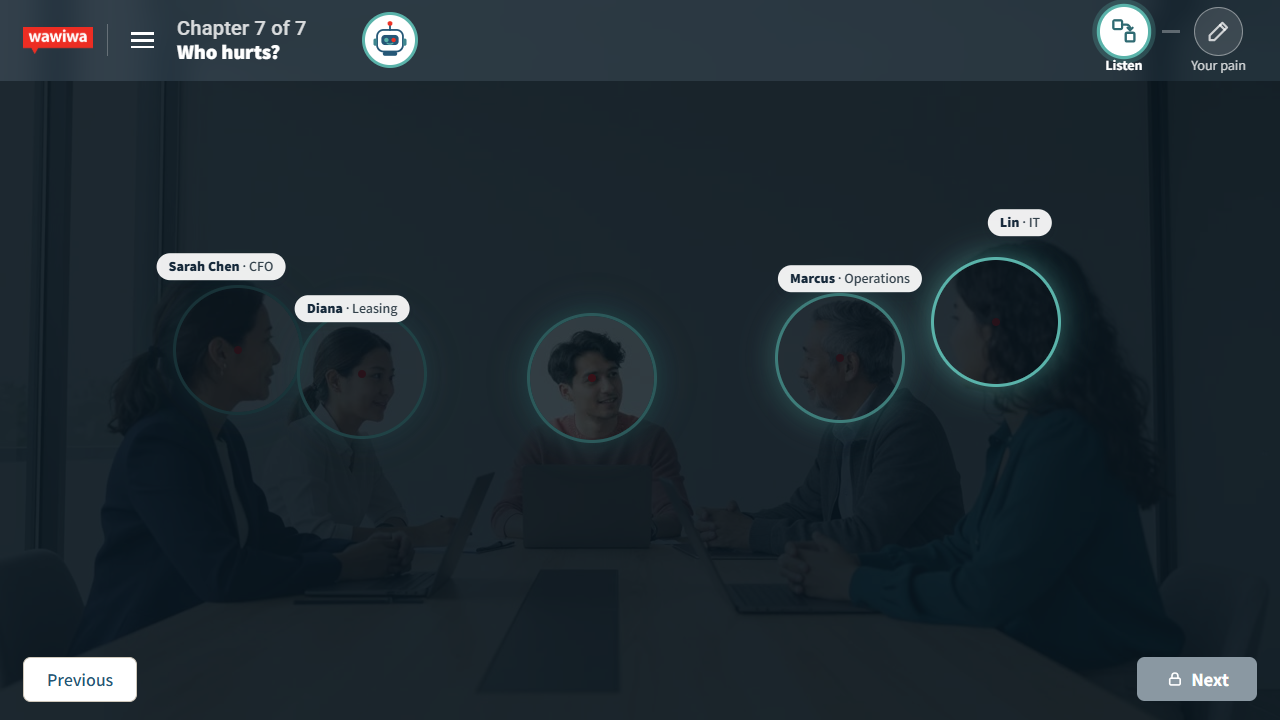 wawiwa
Chapter 7 of 7
Who hurts?
Listen
Your pain
Lin · IT
Sarah Chen · CFO
Marcus · Operations
Diana · Leasing
Previous
Next